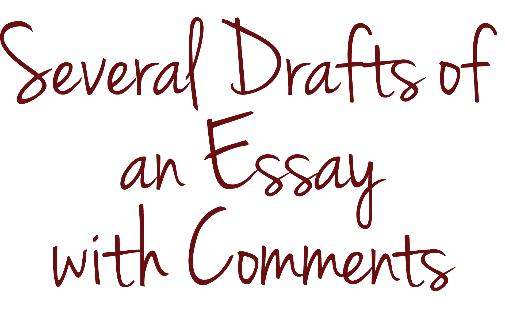 Several Drafts of
an Essay
with Comments